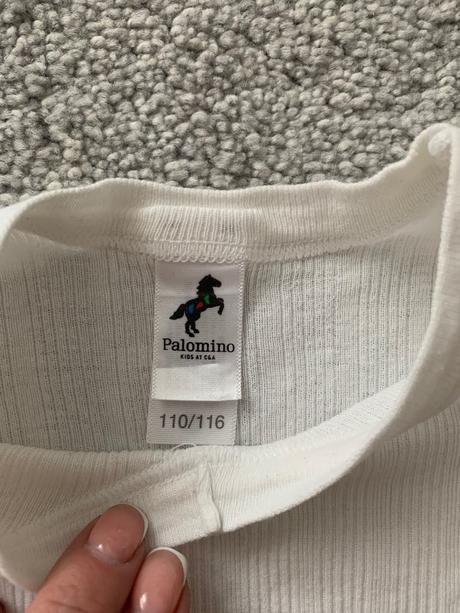 Palomino
KIDS AT C&A
110/116